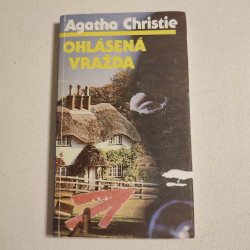 Agatha Christie
OHLÁSENÁ
VRAŽDA